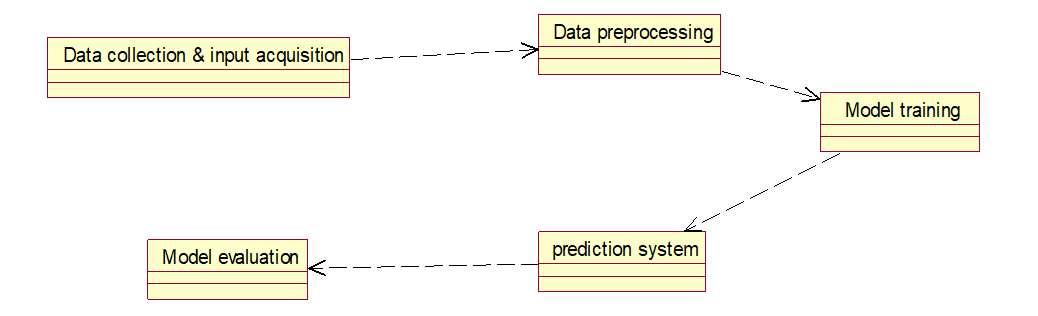 Data collection & input acquisition
Data preprocessing
Model training
prediction system
Model evaluation